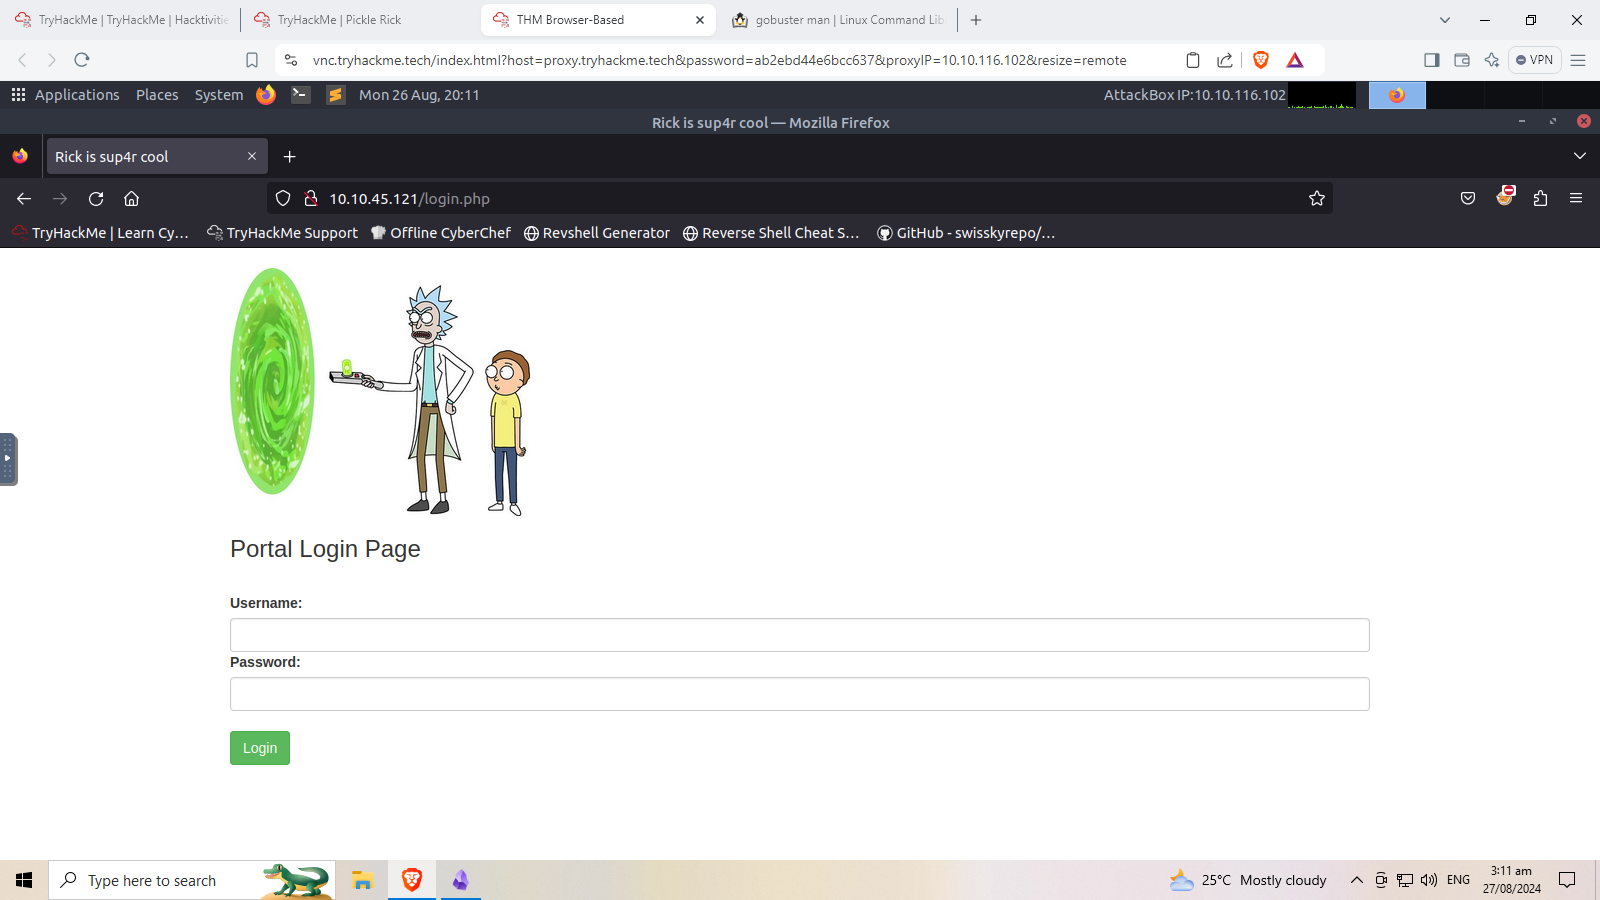 TryHackMe | TryHackMe | Hacktivitie
TryHackMe | Pickle Rick
THM Browser-Based
gobuster man | Linux Command Lib
vnc.tryhackme.tech/index.html?host=proxy.tryhackme.tech&password=ab2ebd44e6bcc637&proxyIP=10.10.116.102&resize=remote
VPN
Applications Places System Mon 26 Aug, 20:11 AttackBox IP:10.10.116.102
Rick is sup4r cool — Mozilla Firefox
Rick is sup4r cool
10.10.45.121/login.php
TryHackMe | Learn Cy… TryHackMe Support Offline CyberChef Revshell Generator Reverse Shell Cheat S… GitHub - swisskyrepo/…
Portal Login Page
Username:
Password:
Login
Type here to search
25°C Mostly cloudy
ENG
3:11 am
27/08/2024